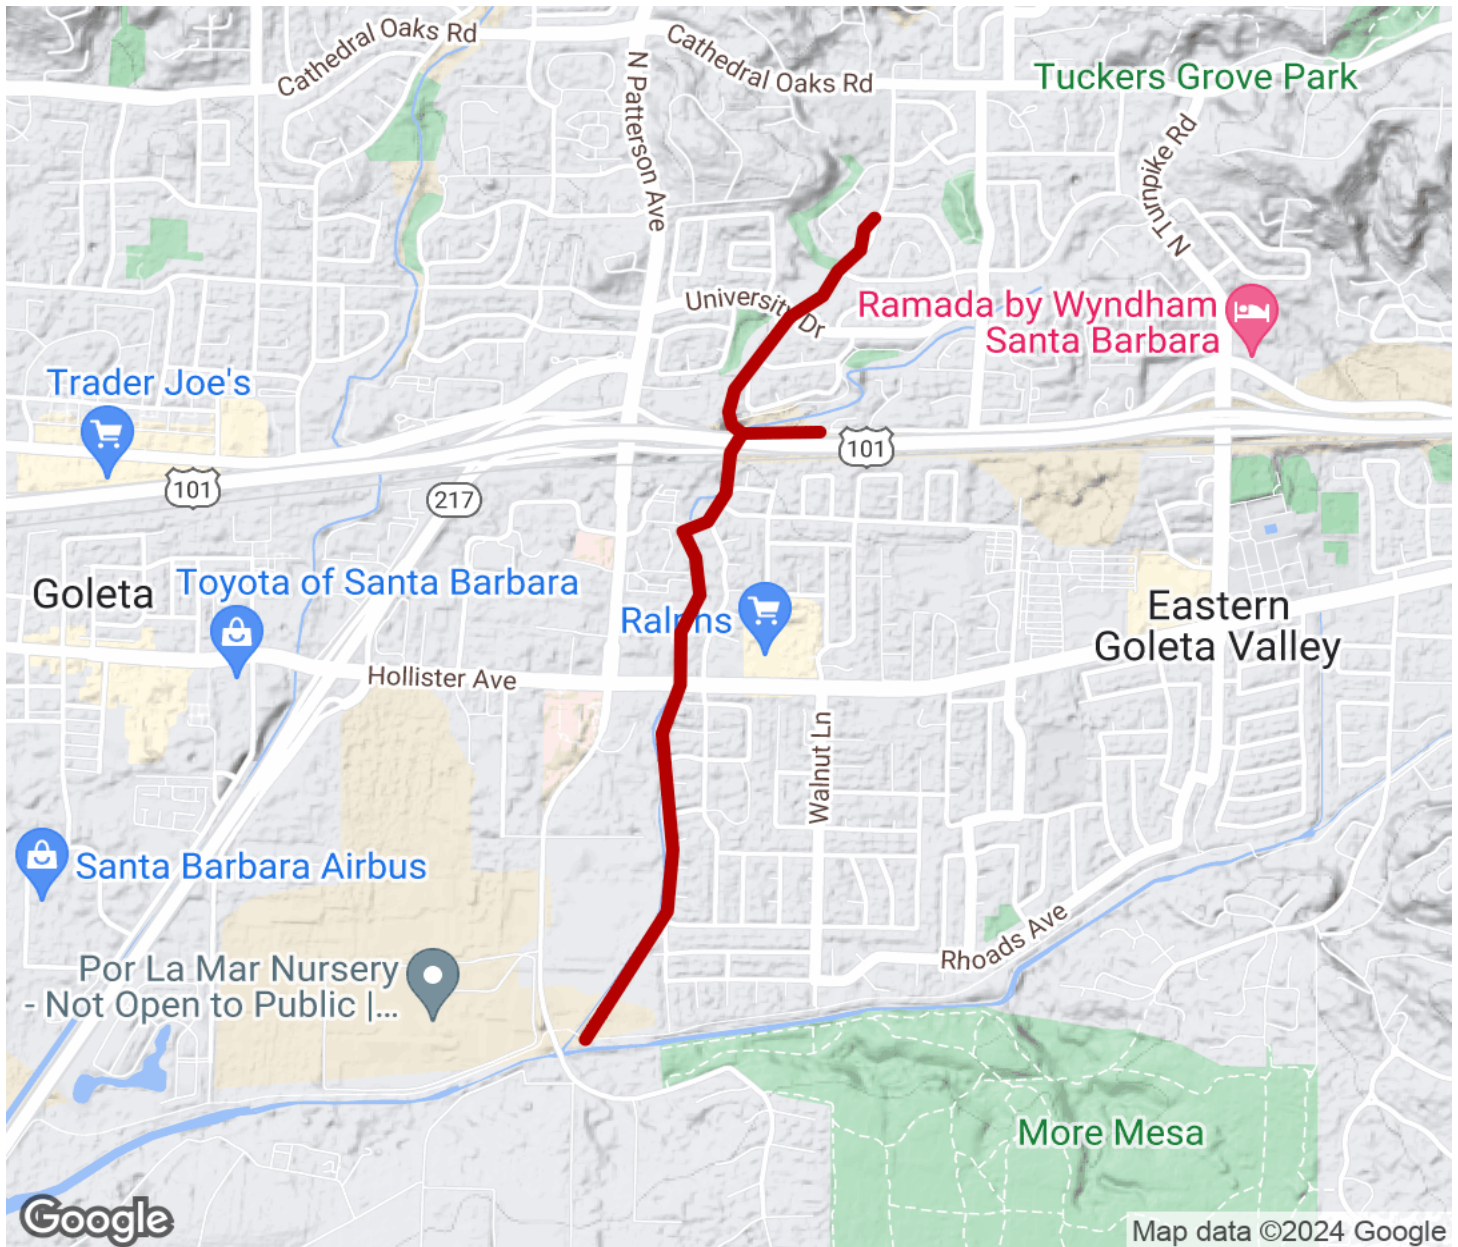 Cathedral Oaks Rd
Cathedral Oaks Rd
N Patterson Ave
Tuckers Grove Park
N Turnpike Rd
University Dr
Ramada by Wyndham
Santa Barbara
Trader Joe's
101
101
217
Goleta
Toyota of Santa Barbara
Ralphs
Eastern
Goleta Valley
Hollister Ave
Walnut Ln
Santa Barbara Airbus
Rhoads Ave
Por La Mar Nursery
- Not Open to Public |...
More Mesa
Google
Map data ©2024 Google